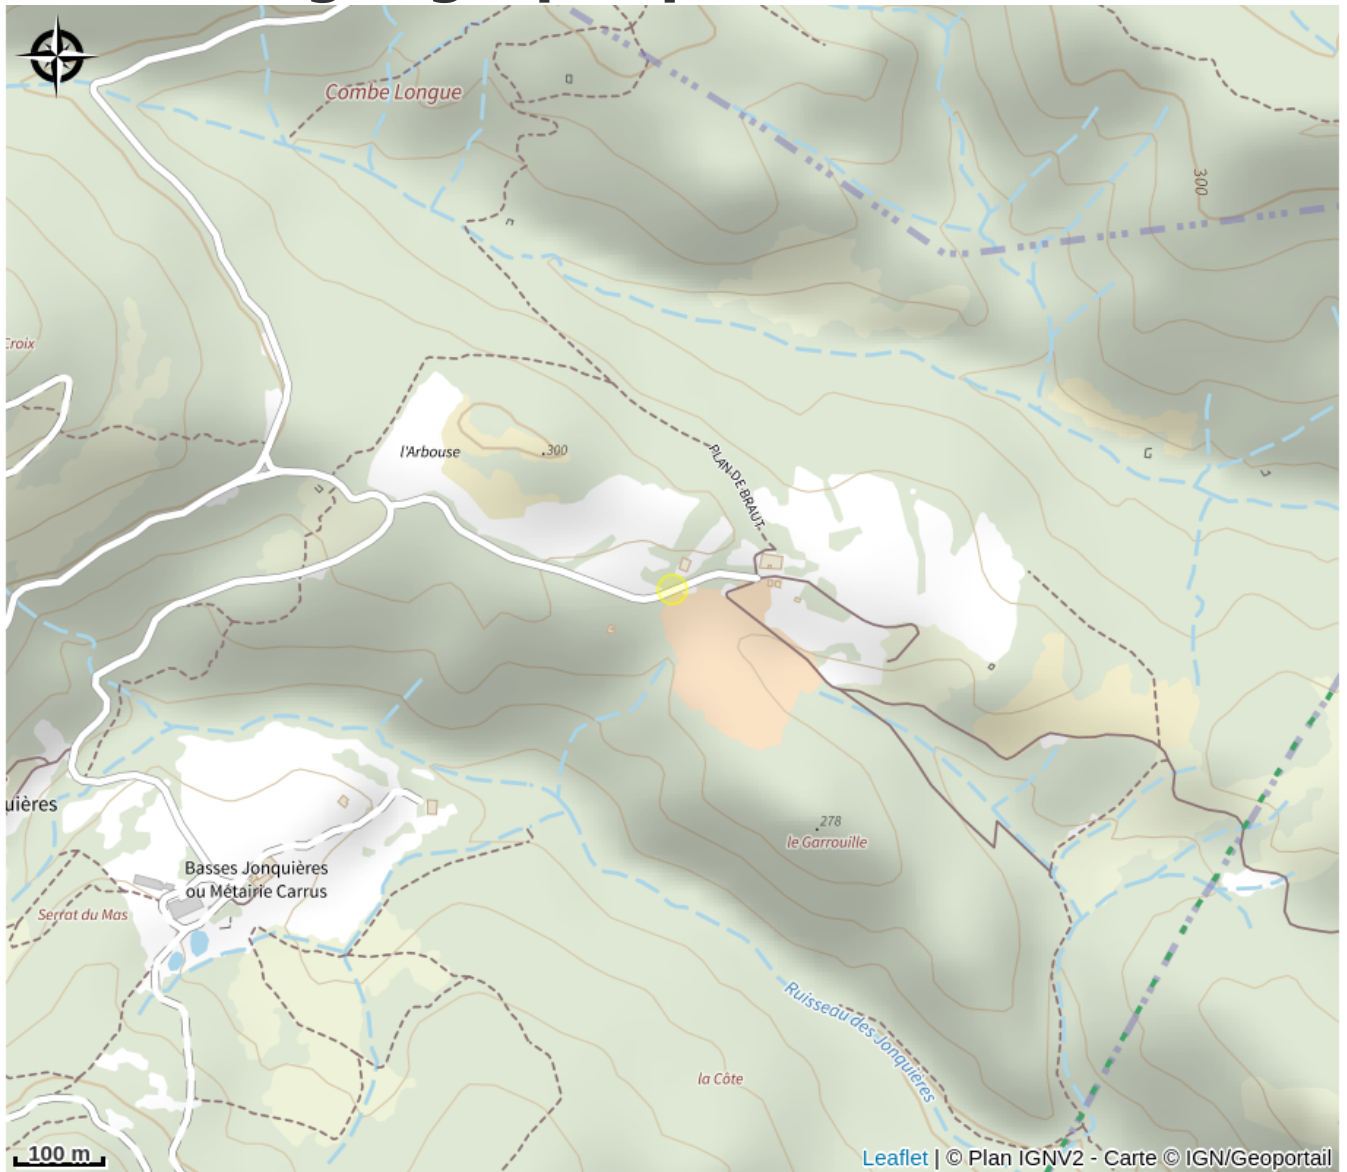 Combe Longue
300
Croix
l'Arbouse
.300
PLAN-DE-BRAUT
uières
278
le Garrouille
Basses Jonquières
ou Métairie Carrus
Serrat du Mas
Ruisseau des Jonquières
la Côte
100 m
Leaflet | © Plan IGNV2 - Carte © IGN/Geoportail